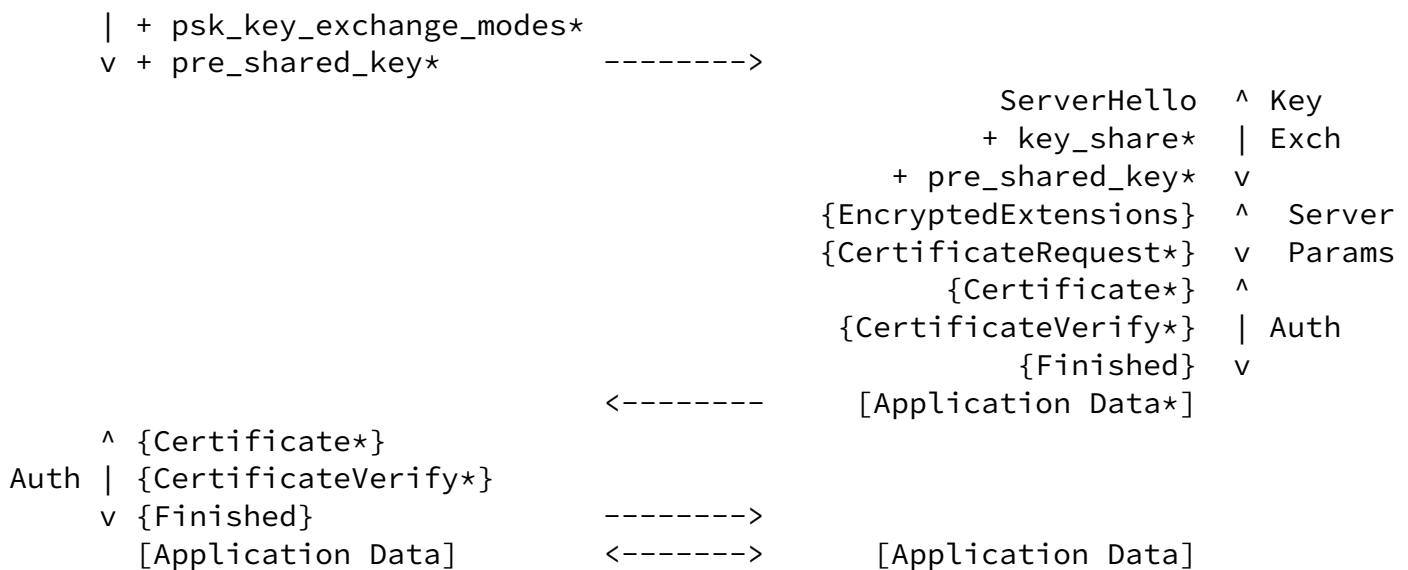 | + psk_key_exchange_modes*
v + pre_shared_key* -------->
ServerHello ^ Key
+ key_share* | Exch
+ pre_shared_key* v
{EncryptedExtensions} ^ Server
{CertificateRequest*} v Params
{Certificate*} ^
{CertificateVerify*} | Auth
{Finished} v
<-------- [Application Data*]
^ {Certificate*}
Auth | {CertificateVerify*}
v {Finished} -------->
[Application Data] <-------> [Application Data]